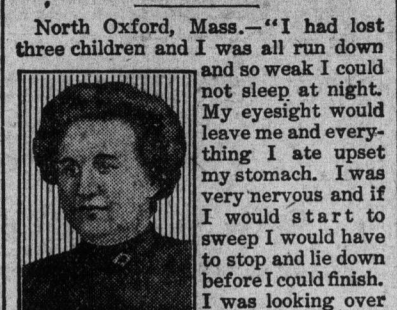 North Oxford, Mass.—“I had lost
three children and I was all run down
and so weak I could
not sleep at night.
My eyesight would
leave me and every-
thing I ate upset
my stomach. I was
very nervous and if
I would start to
sweep I would have
to stop and lie down
before I could finish.
I was looking over